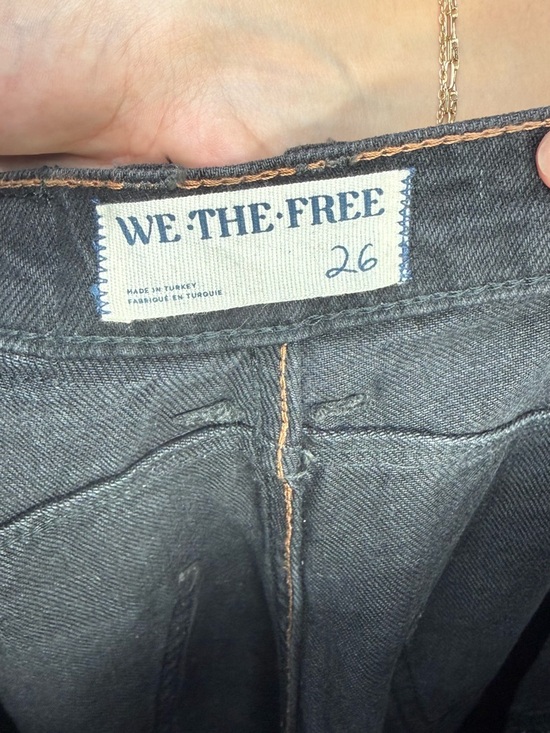 WE·THE·FREE
26
MADE IN TURKEY
FABRIQUÉ EN TURQUIE